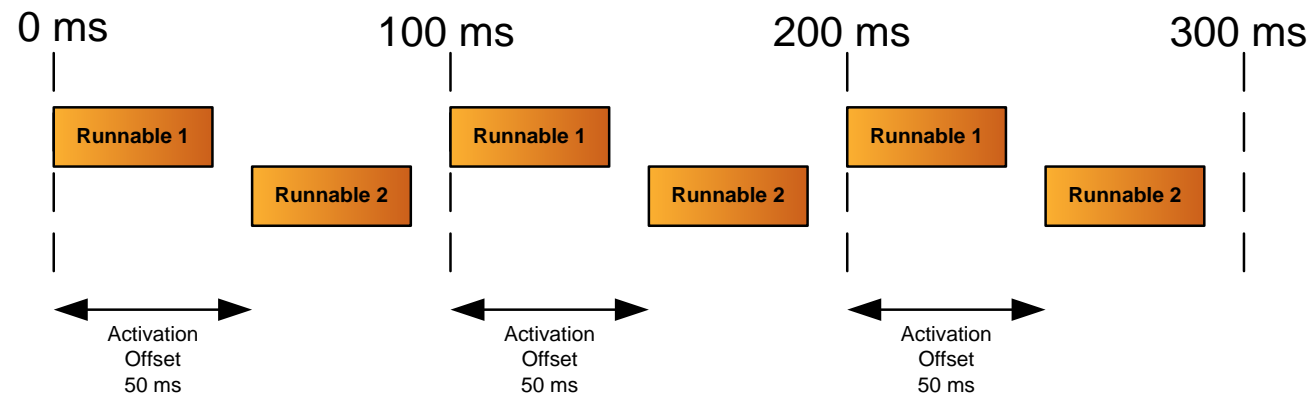 0 ms
100 ms
200 ms
300 ms
Runnable 1
Runnable 1
Runnable 1
Runnable 2
Runnable 2
Runnable 2
Activation
Offset
50 ms
Activation
Offset
50 ms
Activation
Offset
50 ms